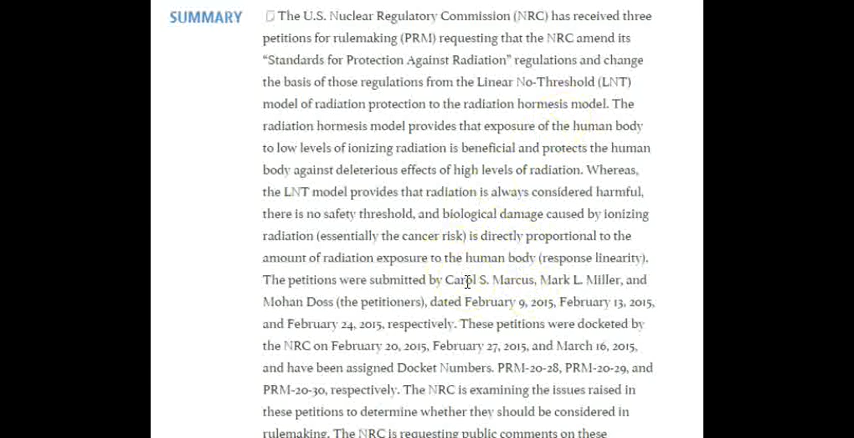 SUMMARY
The U.S. Nuclear Regulatory Commission (NRC) has received three
petitions for rulemaking (PRM) requesting that the NRC amend its
“Standards for Protection Against Radiation” regulations and change
the basis of those regulations from the Linear No-Threshold (LNT)
model of radiation protection to the radiation hormesis model. The
radiation hormesis model provides that exposure of the human body
to low levels of ionizing radiation is beneficial and protects the human
body against deleterious effects of high levels of radiation. Whereas,
the LNT model provides that radiation is always considered harmful,
there is no safety threshold, and biological damage caused by ionizing
radiation (essentially the cancer risk) is directly proportional to the
amount of radiation exposure to the human body (response linearity).
The petitions were submitted by Carol S. Marcus, Mark L. Miller, and
Mohan Doss (the petitioners), dated February 9, 2015, February 13, 2015,
and February 24, 2015, respectively. These petitions were docketed by
the NRC on February 20, 2015, February 27, 2015, and March 16, 2015,
and have been assigned Docket Numbers. PRM-20-28, PRM-20-29, and
PRM-20-30, respectively. The NRC is examining the issues raised in
these petitions to determine whether they should be considered in
rulemaking. The NRC is requesting public comments on these